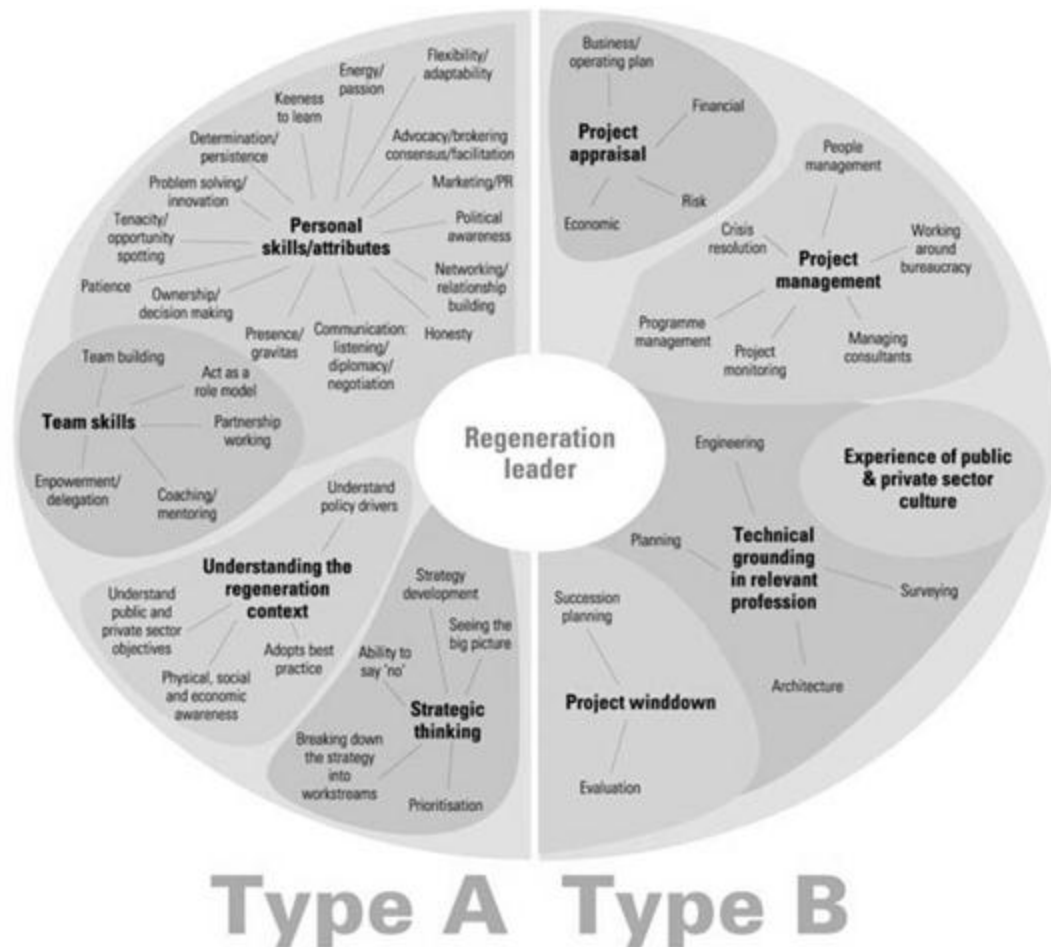 Flexibility/
adaptability
Energy/
passion
Keeness
to learn
Determination/
persistence
Advocacy/brokering
consensus/facilitation
Problem solving/
innovation
Marketing/PR
Personal
skills/attributes
Tenacity/
opportunity
spotting
Political
awareness
Patience
Ownership/
decision making
Networking/
relationship
building
Presence/
gravitas
Communication:
listening/
diplomacy/
negotiation
Honesty
Team building
Act as a
role model
Team skills
Partnership
working
Enpowerment/
delegation
Coaching/
mentoring
Understand
policy drivers
Understanding the
regeneration
context
Understand
public and
private sector
objectives
Physical, social
and economic
awareness
Adopts best
practice
Strategy
development
Seeing the
big picture
Ability to
say 'no'
Strategic
thinking
Breaking down
the strategy
into
workstreams
Prioritisation
Regeneration
leader
Business/
operating plan
Financial
Project
appraisal
Risk
Economic
People
management
Crisis
resolution
Working
around
bureaucracy
Project
management
Programme
management
Project
monitoring
Managing
consultants
Engineering
Experience of public
& private sector
culture
Planning
Technical
grounding
in relevant
profession
Surveying
Architecture
Succession
planning
Project winddown
Evaluation
Type A Type B